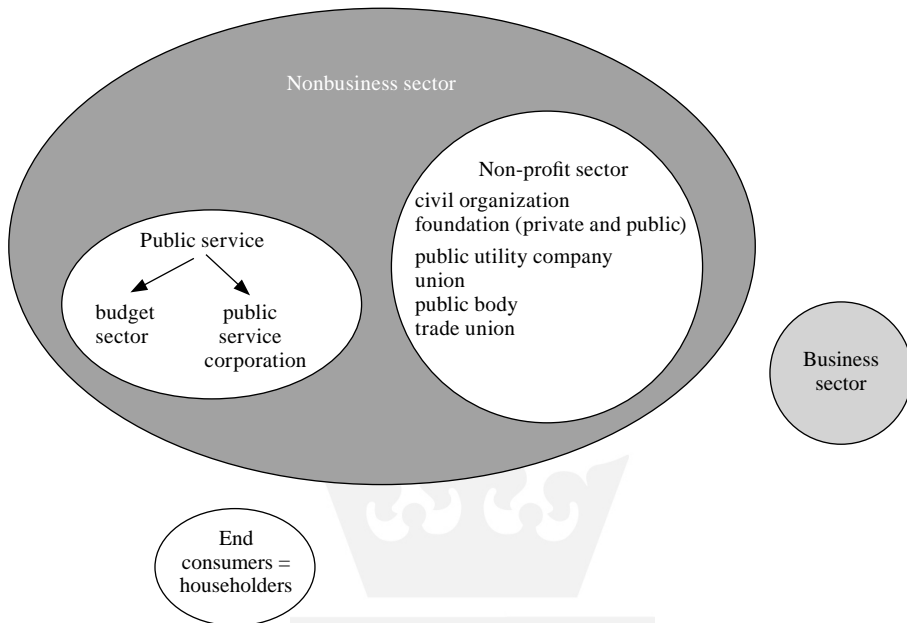 Nonbusiness sector
Non-profit sector
civil organization
foundation (private and public)
public utility company
union
public body
trade union
Public service
budget
sector
public
service
corporation
Business
sector
End
consumers =
householders